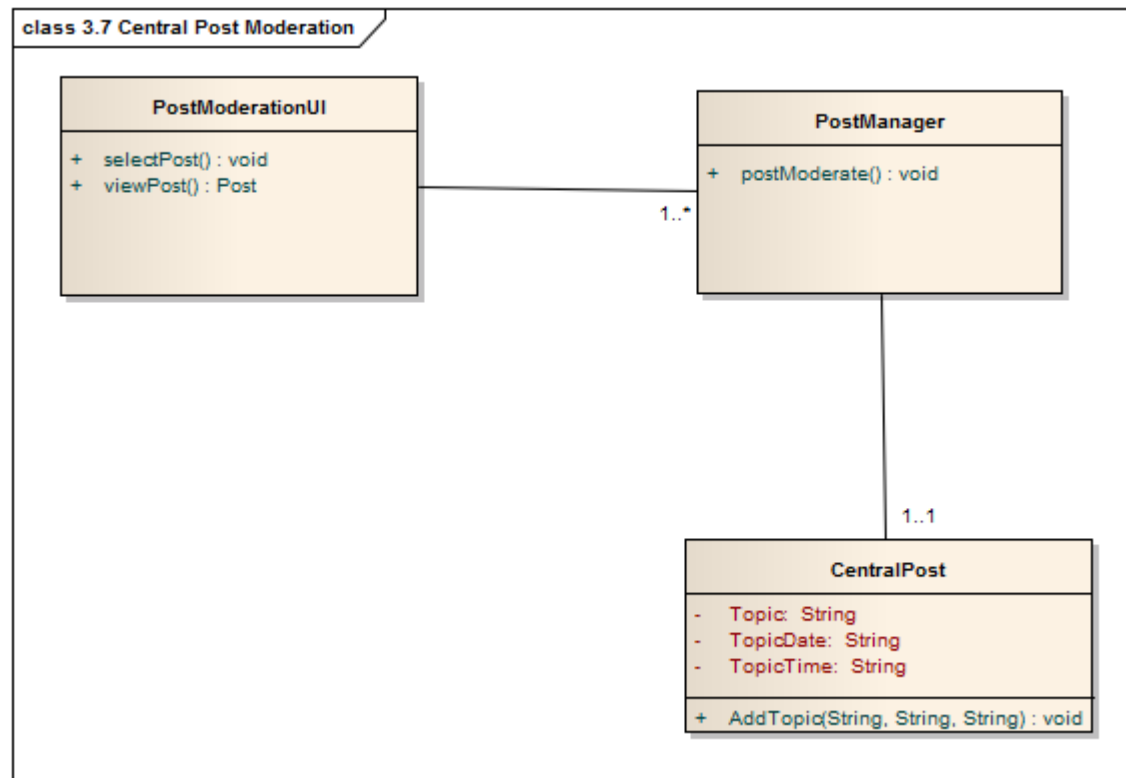 class 3.7 Central Post Moderation
PostModerationUI
+ selectPost() : void
+ viewPost() : Post
PostManager
+ postModerate() : void
1..*
1..1
CentralPost
- Topic: String
- TopicDate: String
- TopicTime: String
+ AddTopic(String, String, String) : void